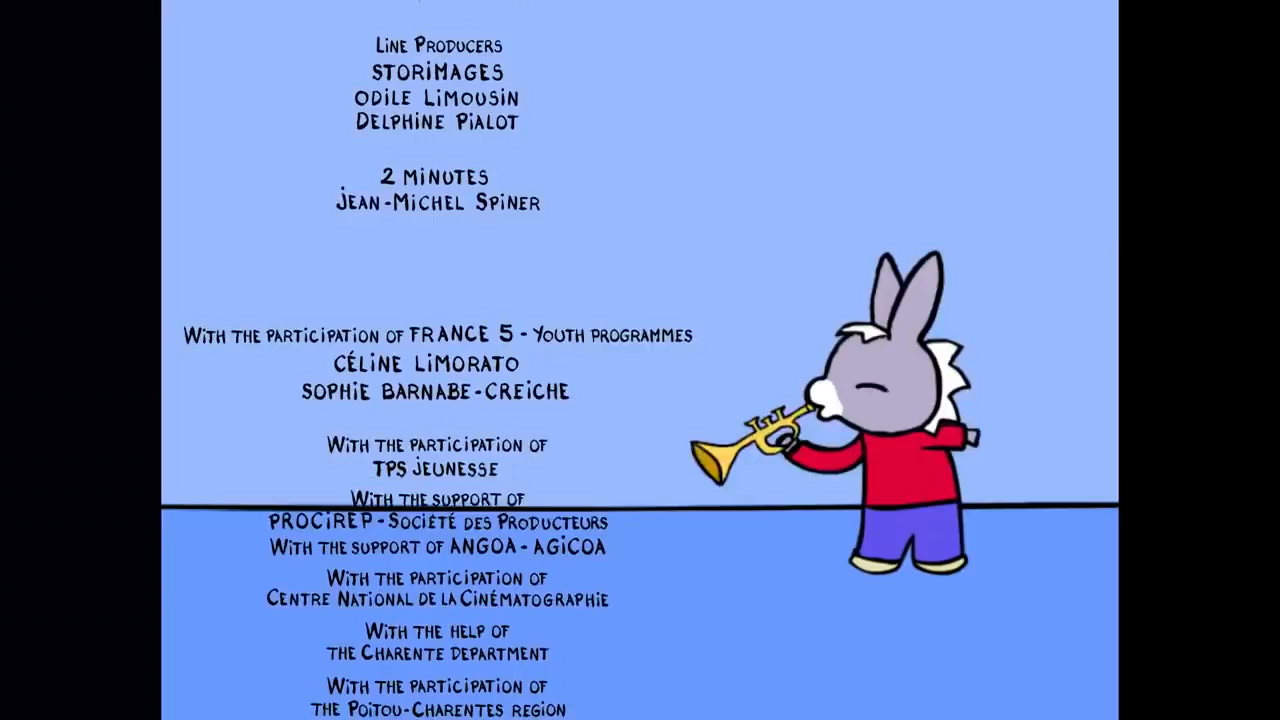 Line Producers
STORIMAGES
ODILE LIMOUSIN
DELPHINE PIALOT
2 MINUTES
JEAN-MICHEL SPINER
With the participation of FRANCE 5 - Youth programmes
CÉLINE LIMORATO
SOPHIE BARNABE-CREICHE
With the participation of
TPS JEUNESSE
With the support of
PROCIREP - Société des Producteurs
With the support of ANGOA - AGICOA
With the participation of
Centre National de la Cinématographie
With the help of
the Charente department
With the participation of
the Poitou-Charentes region